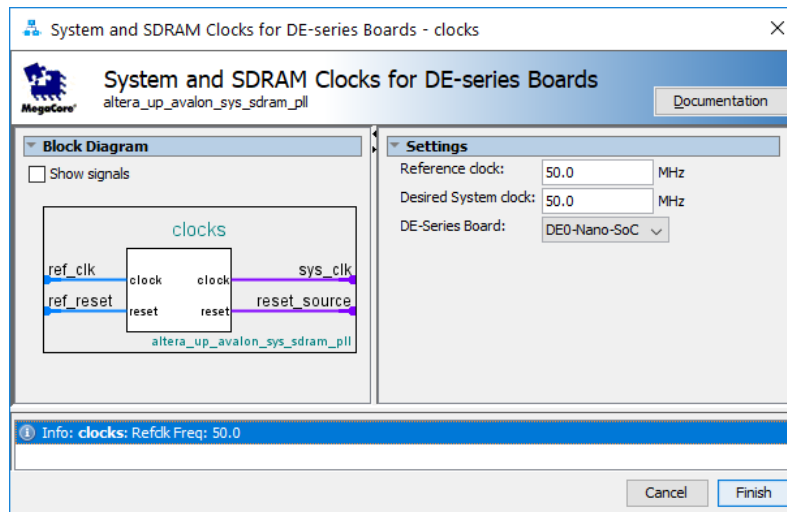 System and SDRAM Clocks for DE-series Boards - clocks
System and SDRAM Clocks for DE-series Boards
altera_up_avalon_sys_sdram_pll
MegaCore®
Documentation
Block Diagram
Show signals
clocks
ref_clk
clock
clock
sys_clk
ref_reset
reset
reset
reset_source
altera_up_avalon_sys_sdram_pll
Settings
Reference clock: 50.0 MHz
Desired System clock: 50.0 MHz
DE-Series Board: DE0-Nano-SoC
Info: clocks: Refclk Freq: 50.0
Cancel
Finish